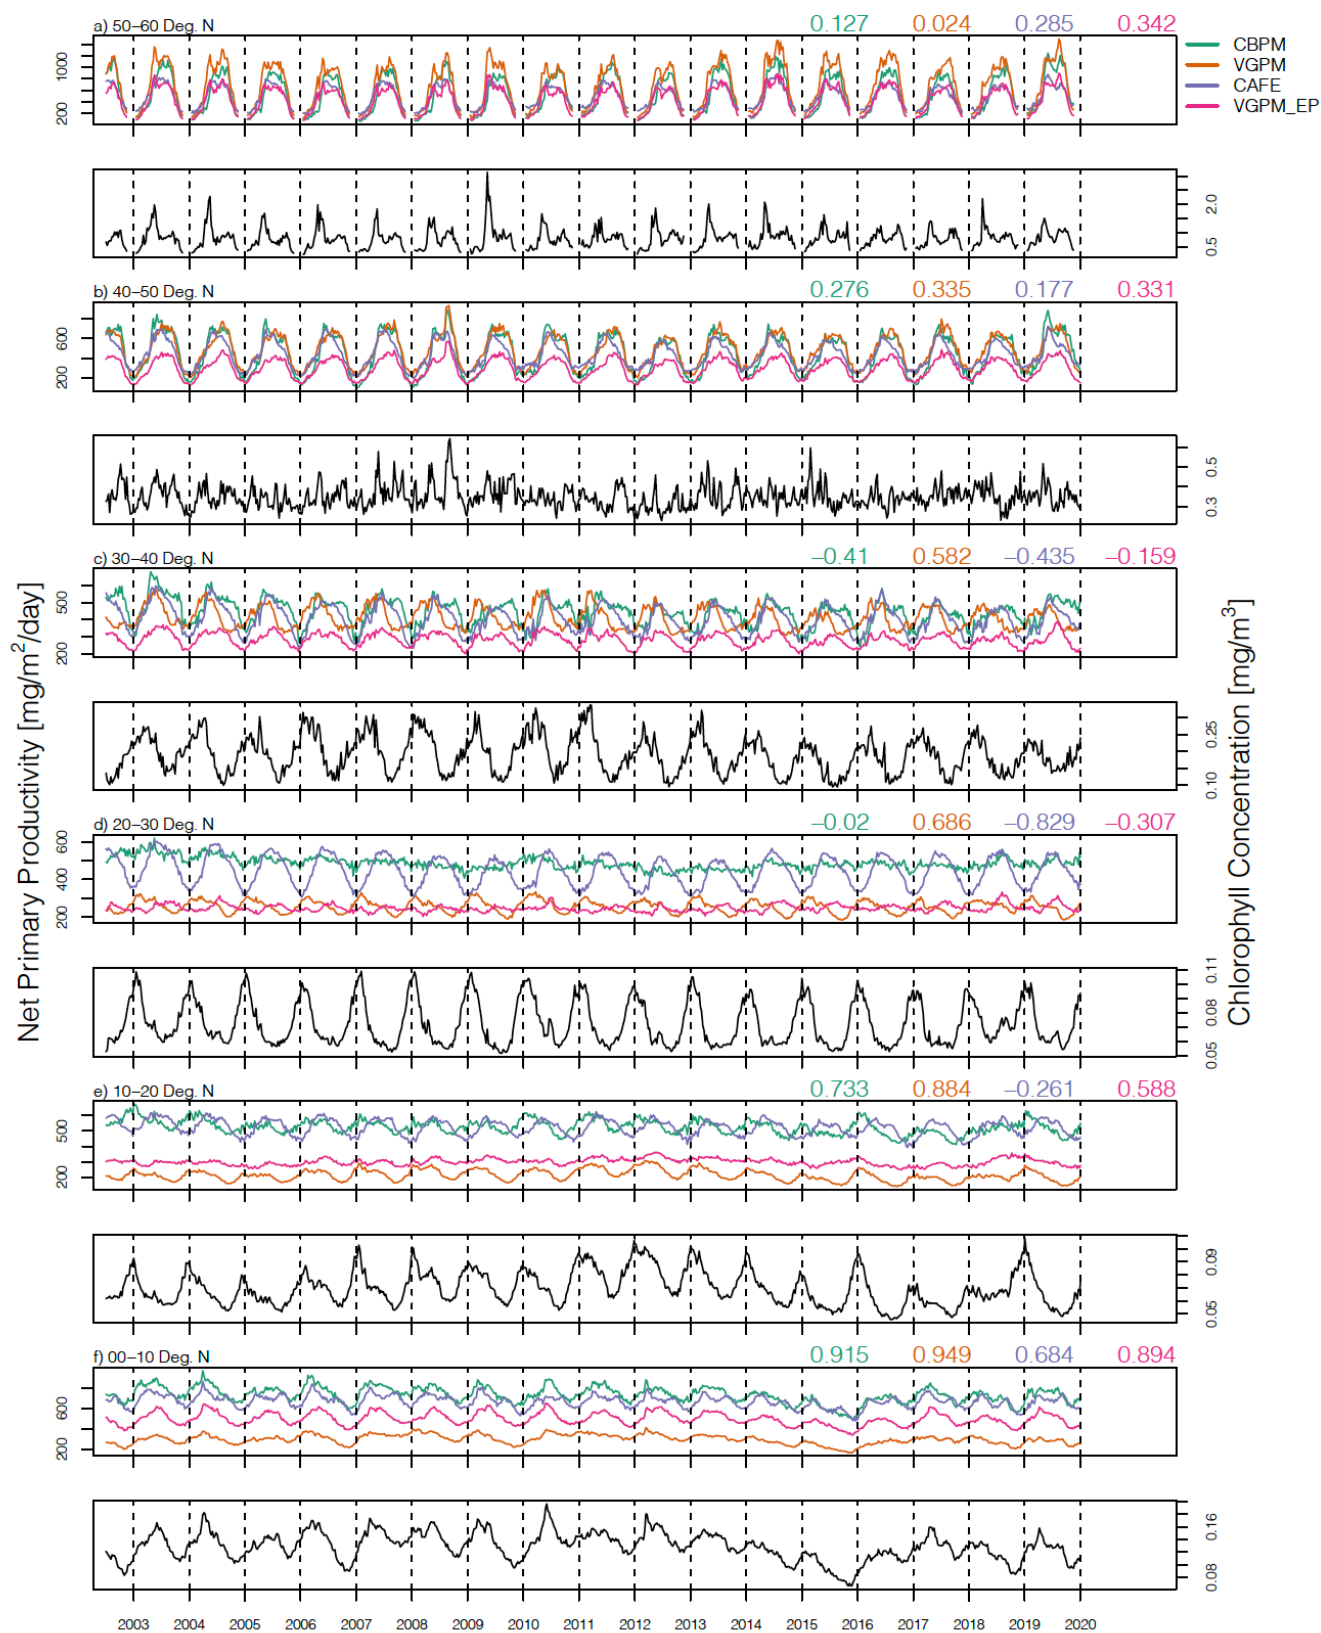 a) 50–60 Deg. N 0.127 0.024 0.285 0.342
CBPM
VGPM
CAFE
VGPM_EP
1000
200
2.0
0.5
b) 40–50 Deg. N 0.276 0.335 0.177 0.331
600
200
0.5
0.3
c) 30–40 Deg. N −0.41 0.582 −0.435 −0.159
500
200
0.25
0.10
d) 20–30 Deg. N −0.02 0.686 −0.829 −0.307
600
400
200
0.11
0.08
0.05
e) 10–20 Deg. N 0.733 0.884 −0.261 0.588
500
200
0.09
0.05
f) 00–10 Deg. N 0.915 0.949 0.684 0.894
600
200
0.16
0.08
2003 2004 2005 2006 2007 2008 2009 2010 2011 2012 2013 2014 2015 2016 2017 2018 2019 2020
Net Primary Productivity [mg/m²/day]
Chlorophyll Concentration [mg/m³]